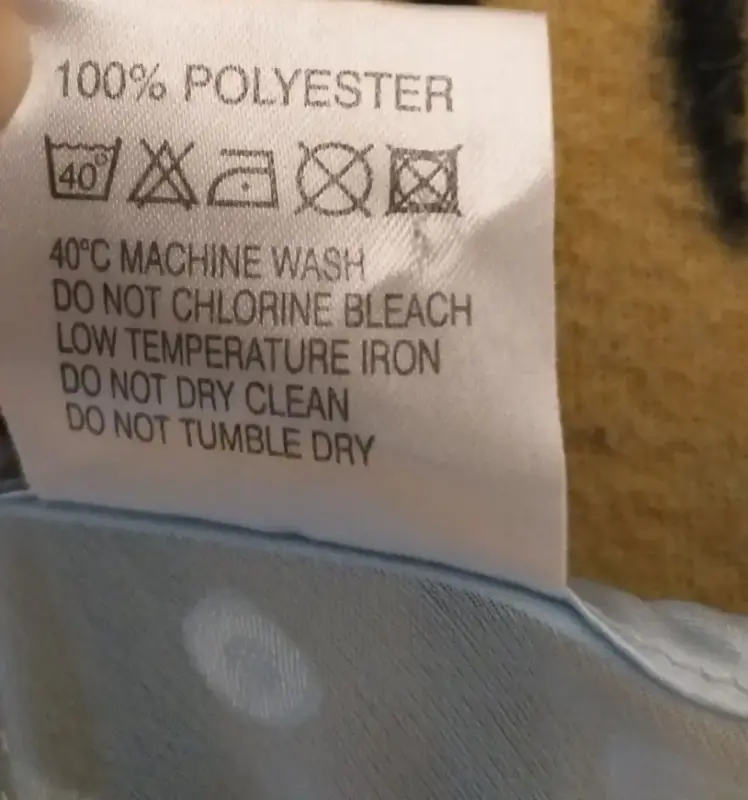 100% POLYESTER
40°
40°C MACHINE WASH
DO NOT CHLORINE BLEACH
LOW TEMPERATURE IRON
DO NOT DRY CLEAN
DO NOT TUMBLE DRY